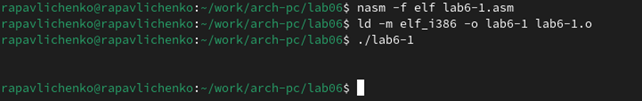 rapavlichenko@rapavlichenko:~/work/arch-pc/lab06$ nasm -f elf lab6-1.asm
rapavlichenko@rapavlichenko:~/work/arch-pc/lab06$ ld -m elf_i386 -o lab6-1 lab6-1.o
rapavlichenko@rapavlichenko:~/work/arch-pc/lab06$ ./lab6-1
rapavlichenko@rapavlichenko:~/work/arch-pc/lab06$